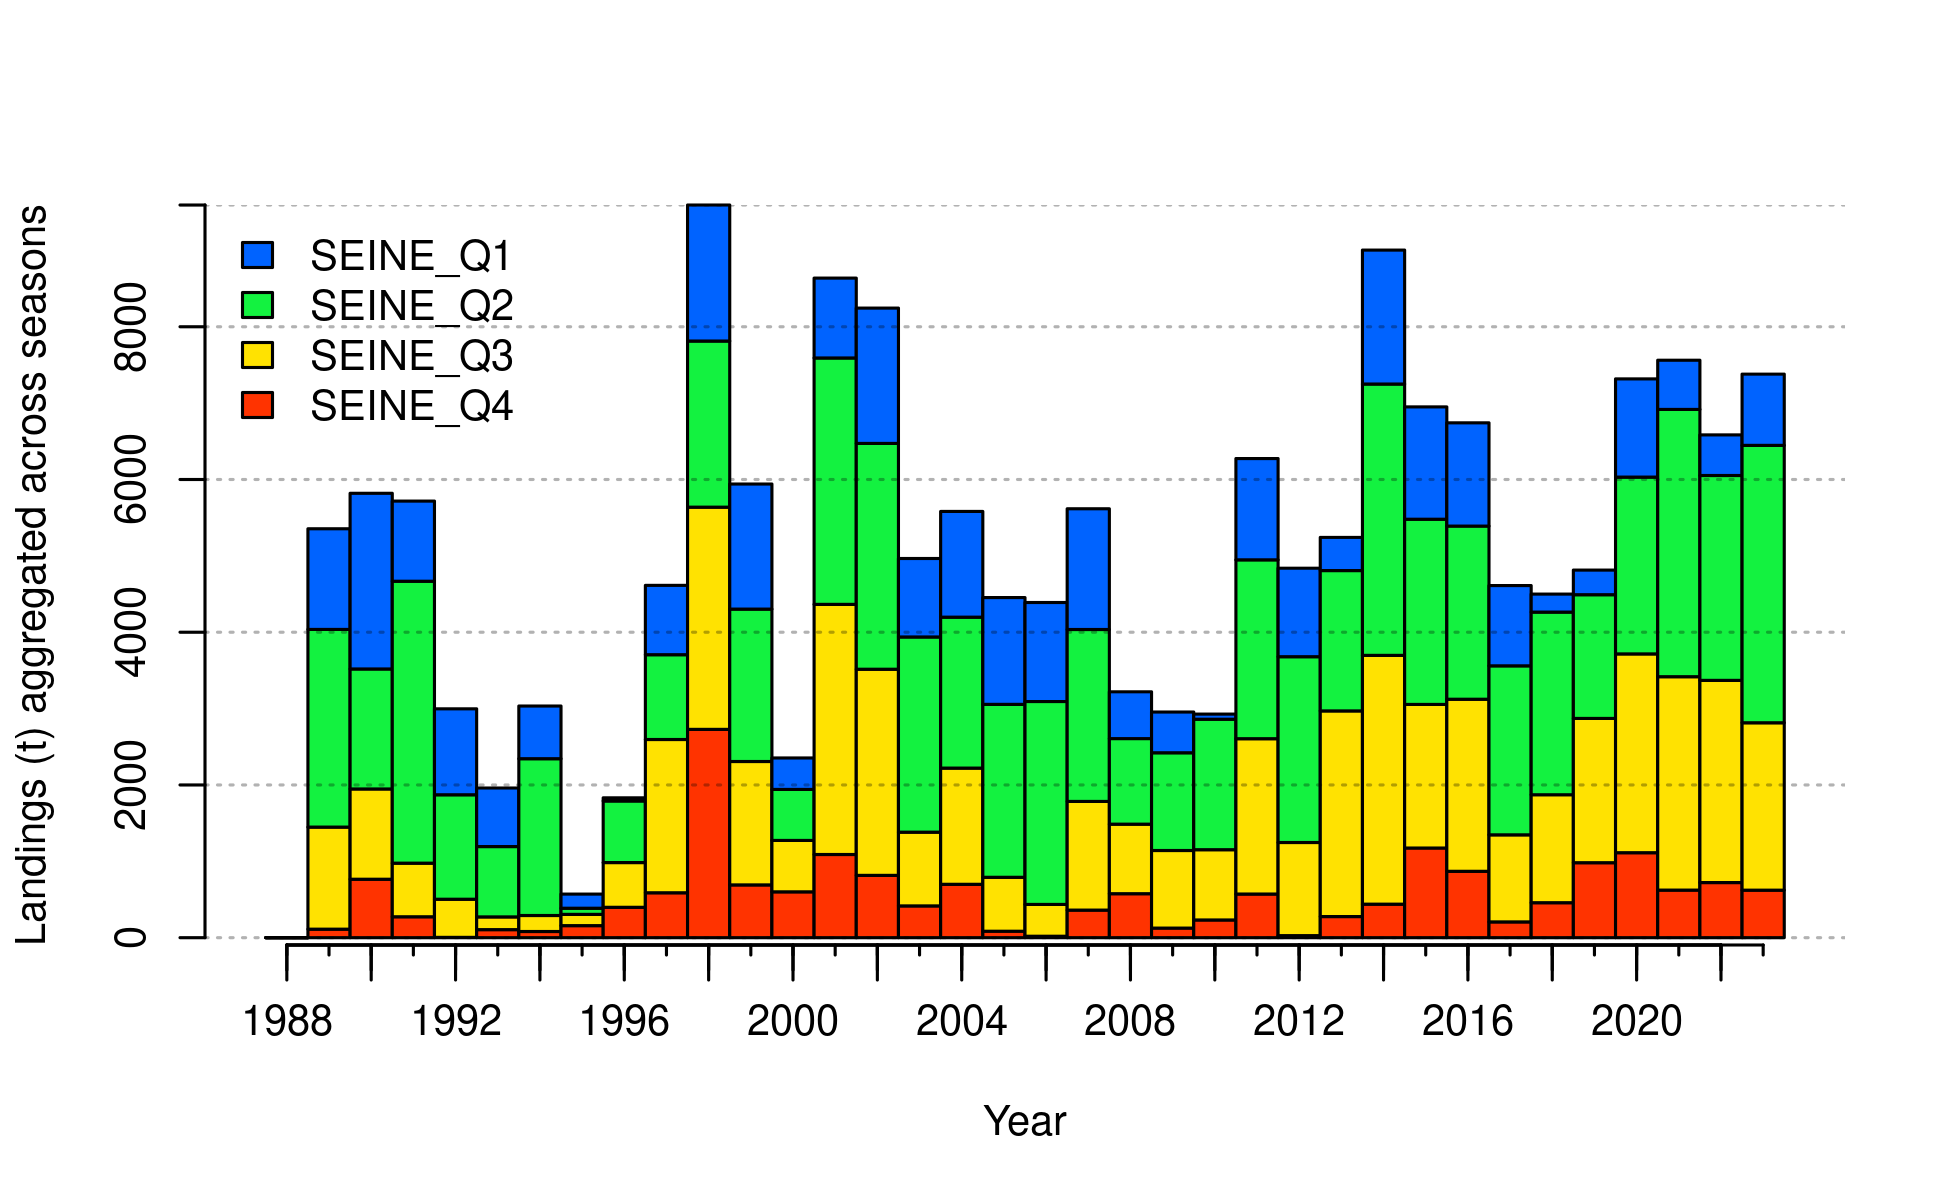 Landings (t) aggregated across seasons
8000
6000
4000
2000
0
SEINE_Q1
SEINE_Q2
SEINE_Q3
SEINE_Q4
1988 1992 1996 2000 2004 2008 2012 2016 2020
Year